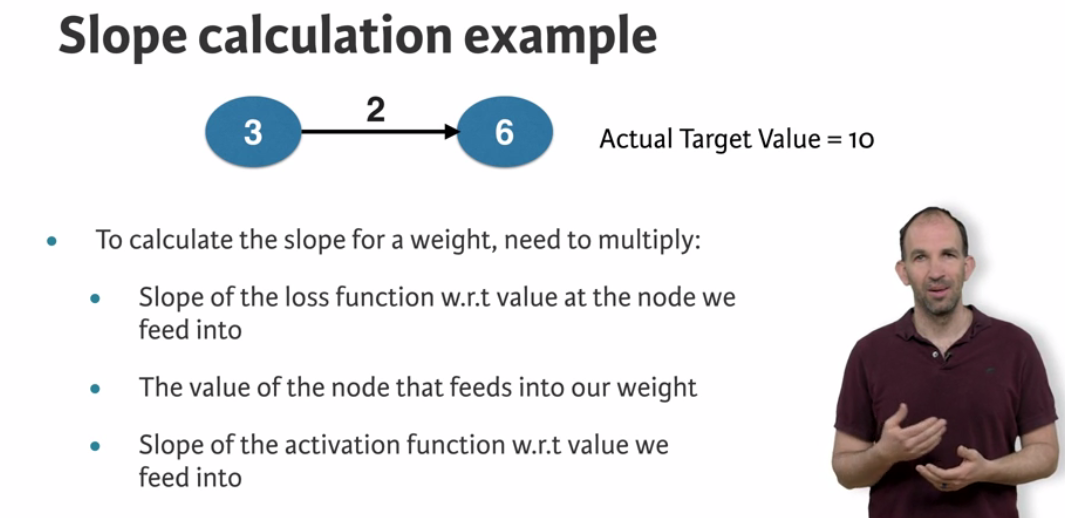 Slope calculation example
2
3
6
Actual Target Value = 10
To calculate the slope for a weight, need to multiply:
Slope of the loss function w.r.t value at the node we
feed into
The value of the node that feeds into our weight
Slope of the activation function w.r.t value we
feed into